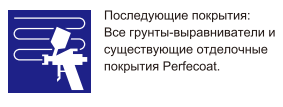 Последующие покрытия:
Все грунты-выравниватели и
существующие отделочные
покрытия Perfecoat.